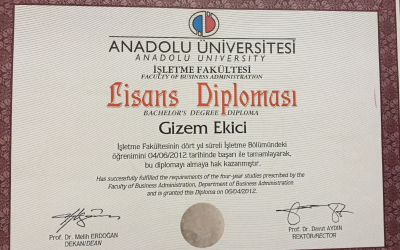 ANADOLU ÜNİVERSİTESİ
ANADOLU UNIVERSITY
İŞLETME FAKÜLTESİ
FACULTY OF BUSINESS ADMINISTRATION
Lisans Diploması
BACHELOR'S DEGREE DIPLOMA
Gizem Ekici
İşletme Fakültesinin dört yıl süreli İşletme Bölümündeki
öğrenimini 04/06/2012 tarihinde başarı ile tamamlayarak,
bu diplomayı almaya hak kazanmıştır.
Has successfully fulfilled the requirements of the four-year studies prescribed by the
Faculty of Business Administration, Department of Business Administration
and is granted this Diploma on 06/04/2012.
Prof. Dr. Melih ERDOĞAN
DEKAN/DEAN
Prof. Dr. Davut AYDIN
REKTÖR/RECTOR